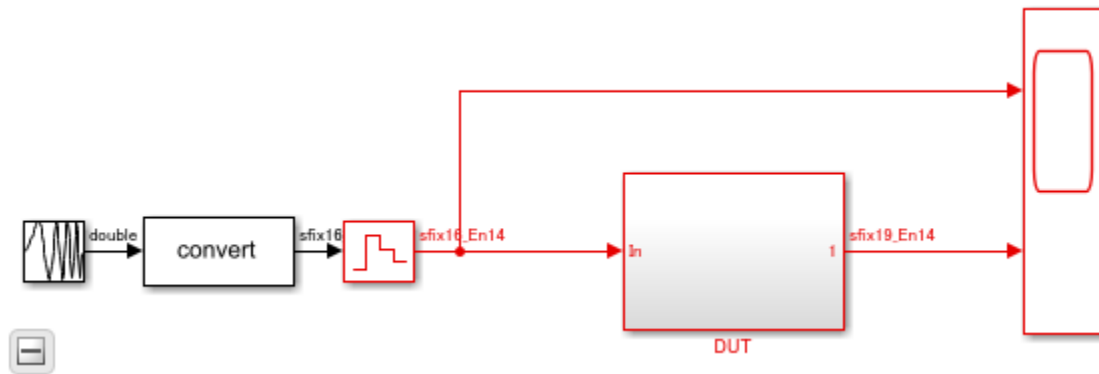 double
convert
sfix16
sfix16_En14
In
1
sfix19_En14
DUT